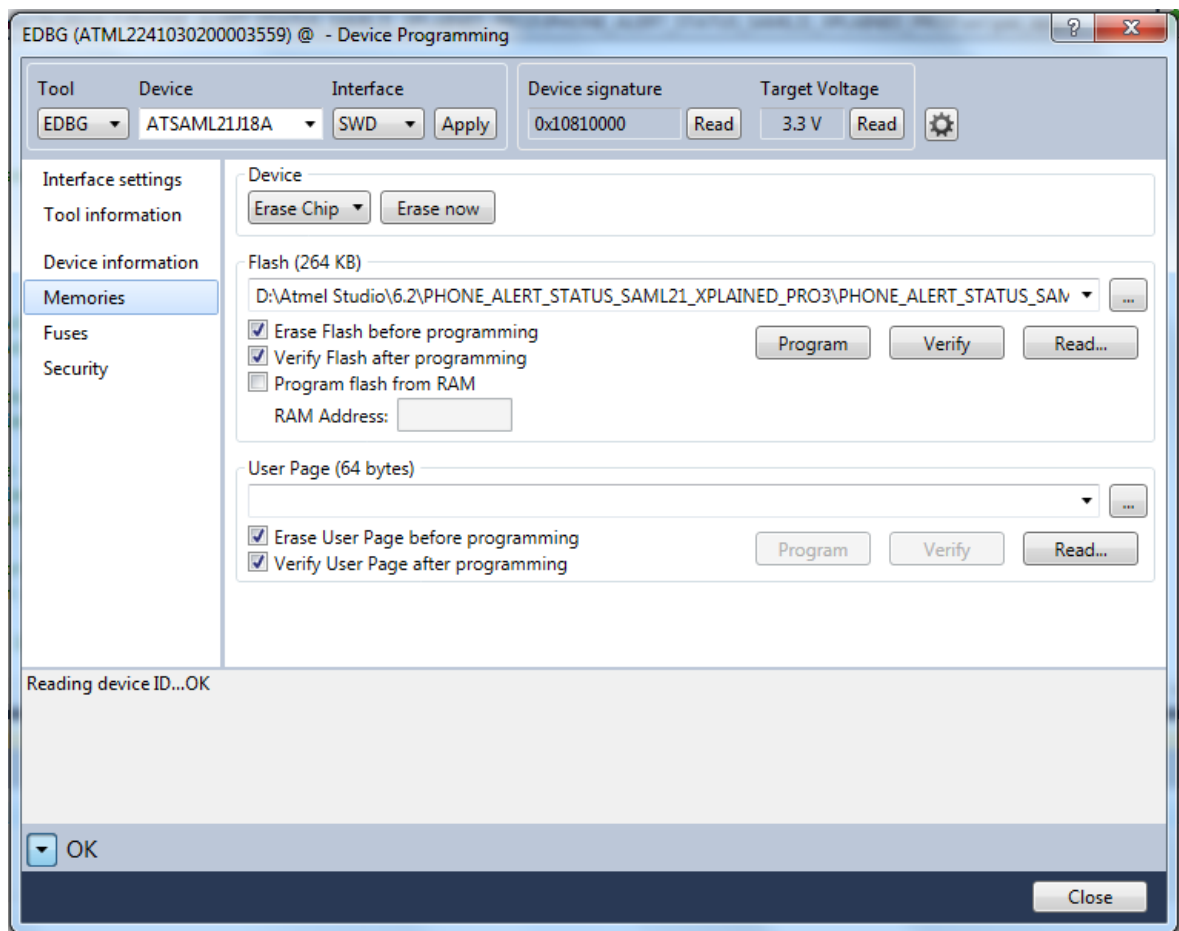 EDBG (ATML2241030200003559) @ - Device Programming
Tool Device Interface Device signature Target Voltage
EDBG ATSAML21J18A SWD Apply 0x10810000 Read 3.3 V Read
Interface settings
Tool information
Device information
Memories
Fuses
Security
Device
Erase Chip Erase now
Flash (264 KB)
D:\Atmel Studio\6.2\PHONE_ALERT_STATUS_SAML21_XPLAINED_PRO3\PHONE_ALERT_STATUS_SAM ...
Erase Flash before programming
Verify Flash after programming
Program flash from RAM
RAM Address:
Program Verify Read...
User Page (64 bytes)
...
Erase User Page before programming
Verify User Page after programming
Program Verify Read...
Reading device ID...OK
OK
Close